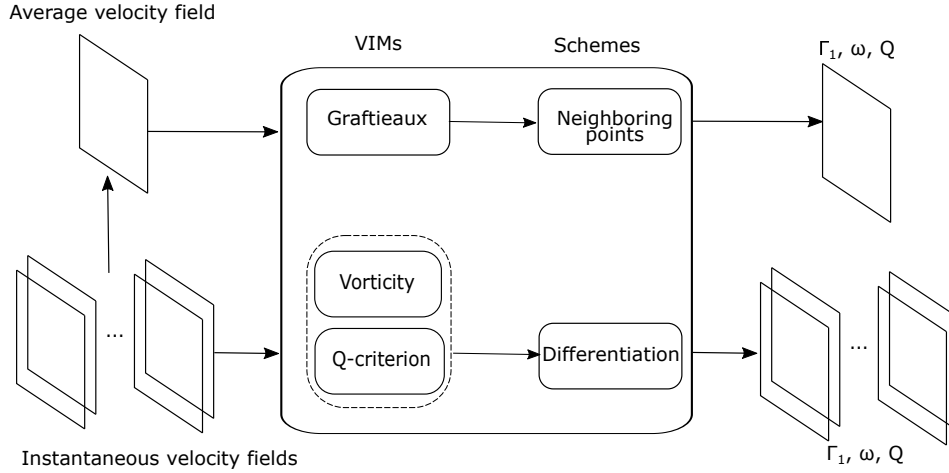 Average velocity field
VIMs
Schemes
Γ₁, ω, Q
Graftieaux
Neighboring
points
Vorticity
...
...
Q-criterion
Differentiation
Instantaneous velocity fields
Γ₁, ω, Q